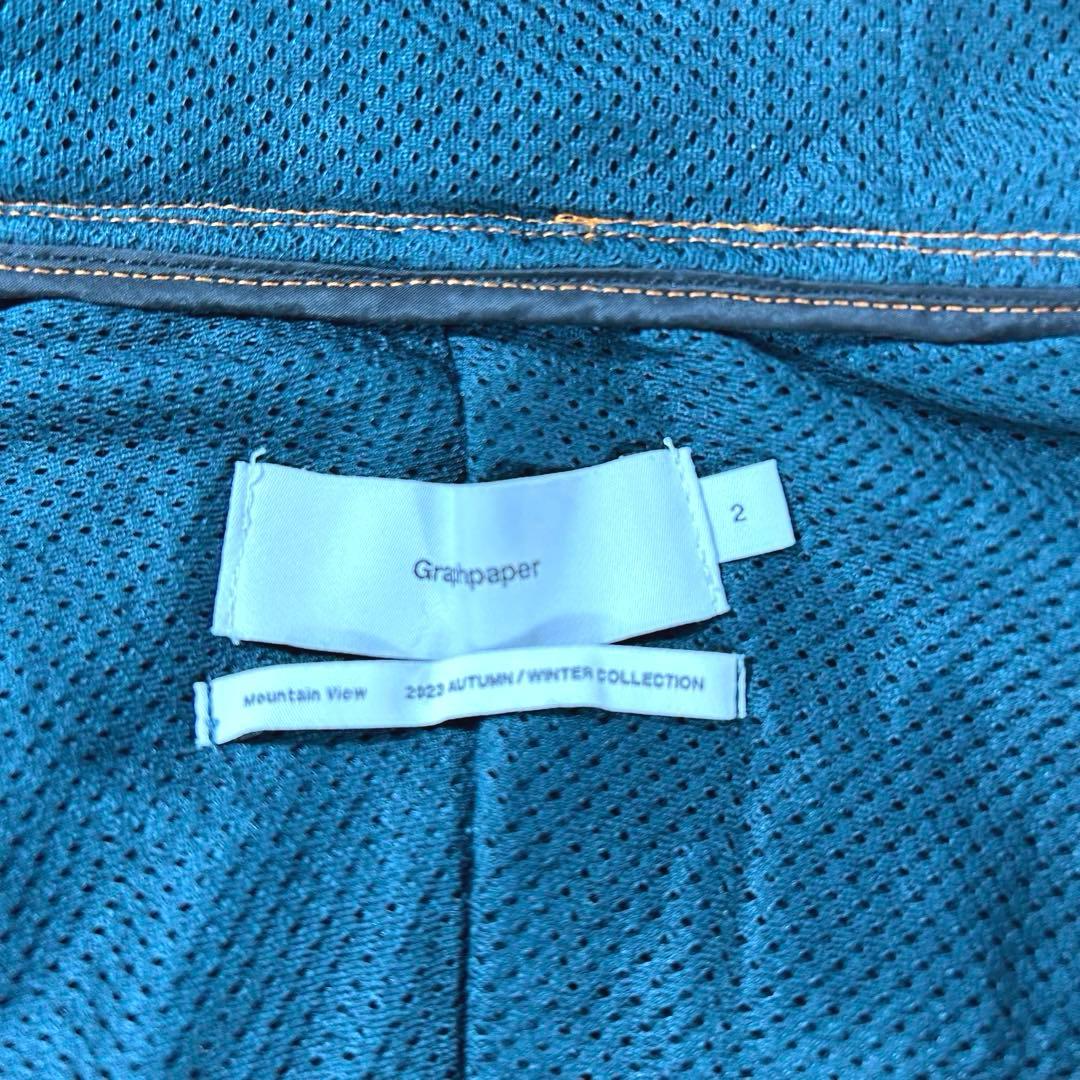 Graphpaper
2
Mountain View 2023 AUTUMN / WINTER COLLECTION